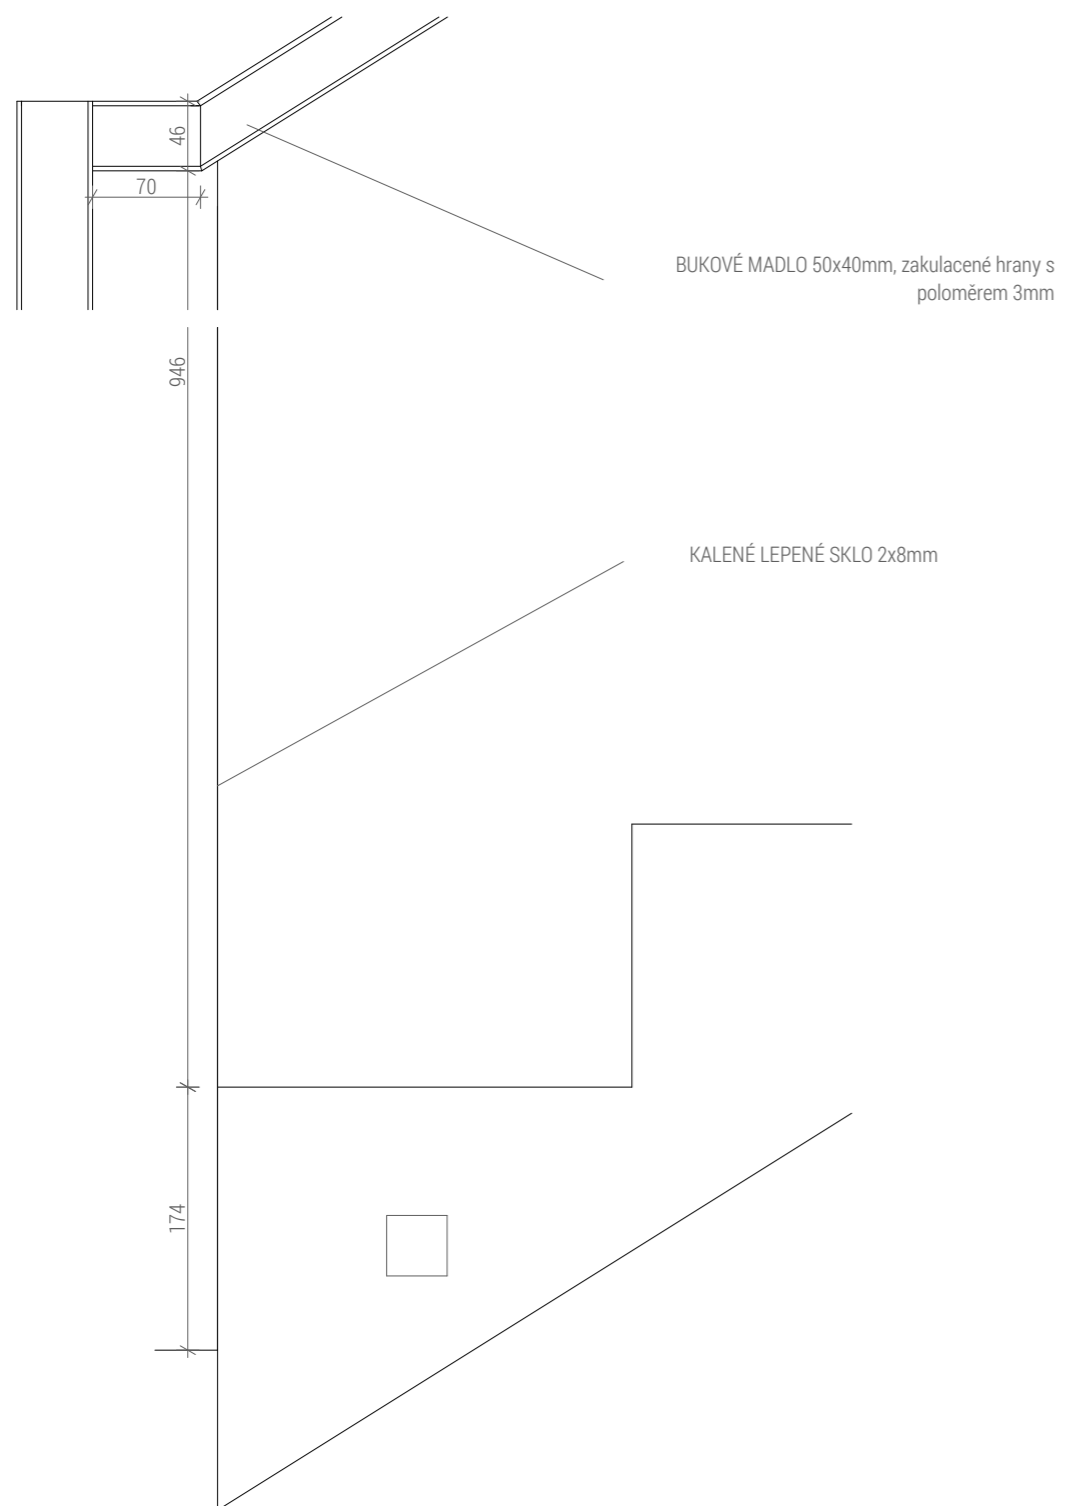 46
70
BUKOVÉ MADLO 50x40mm, zakulacené hrany s
poloměrem 3mm
946
KALENÉ LEPENÉ SKLO 2x8mm
174